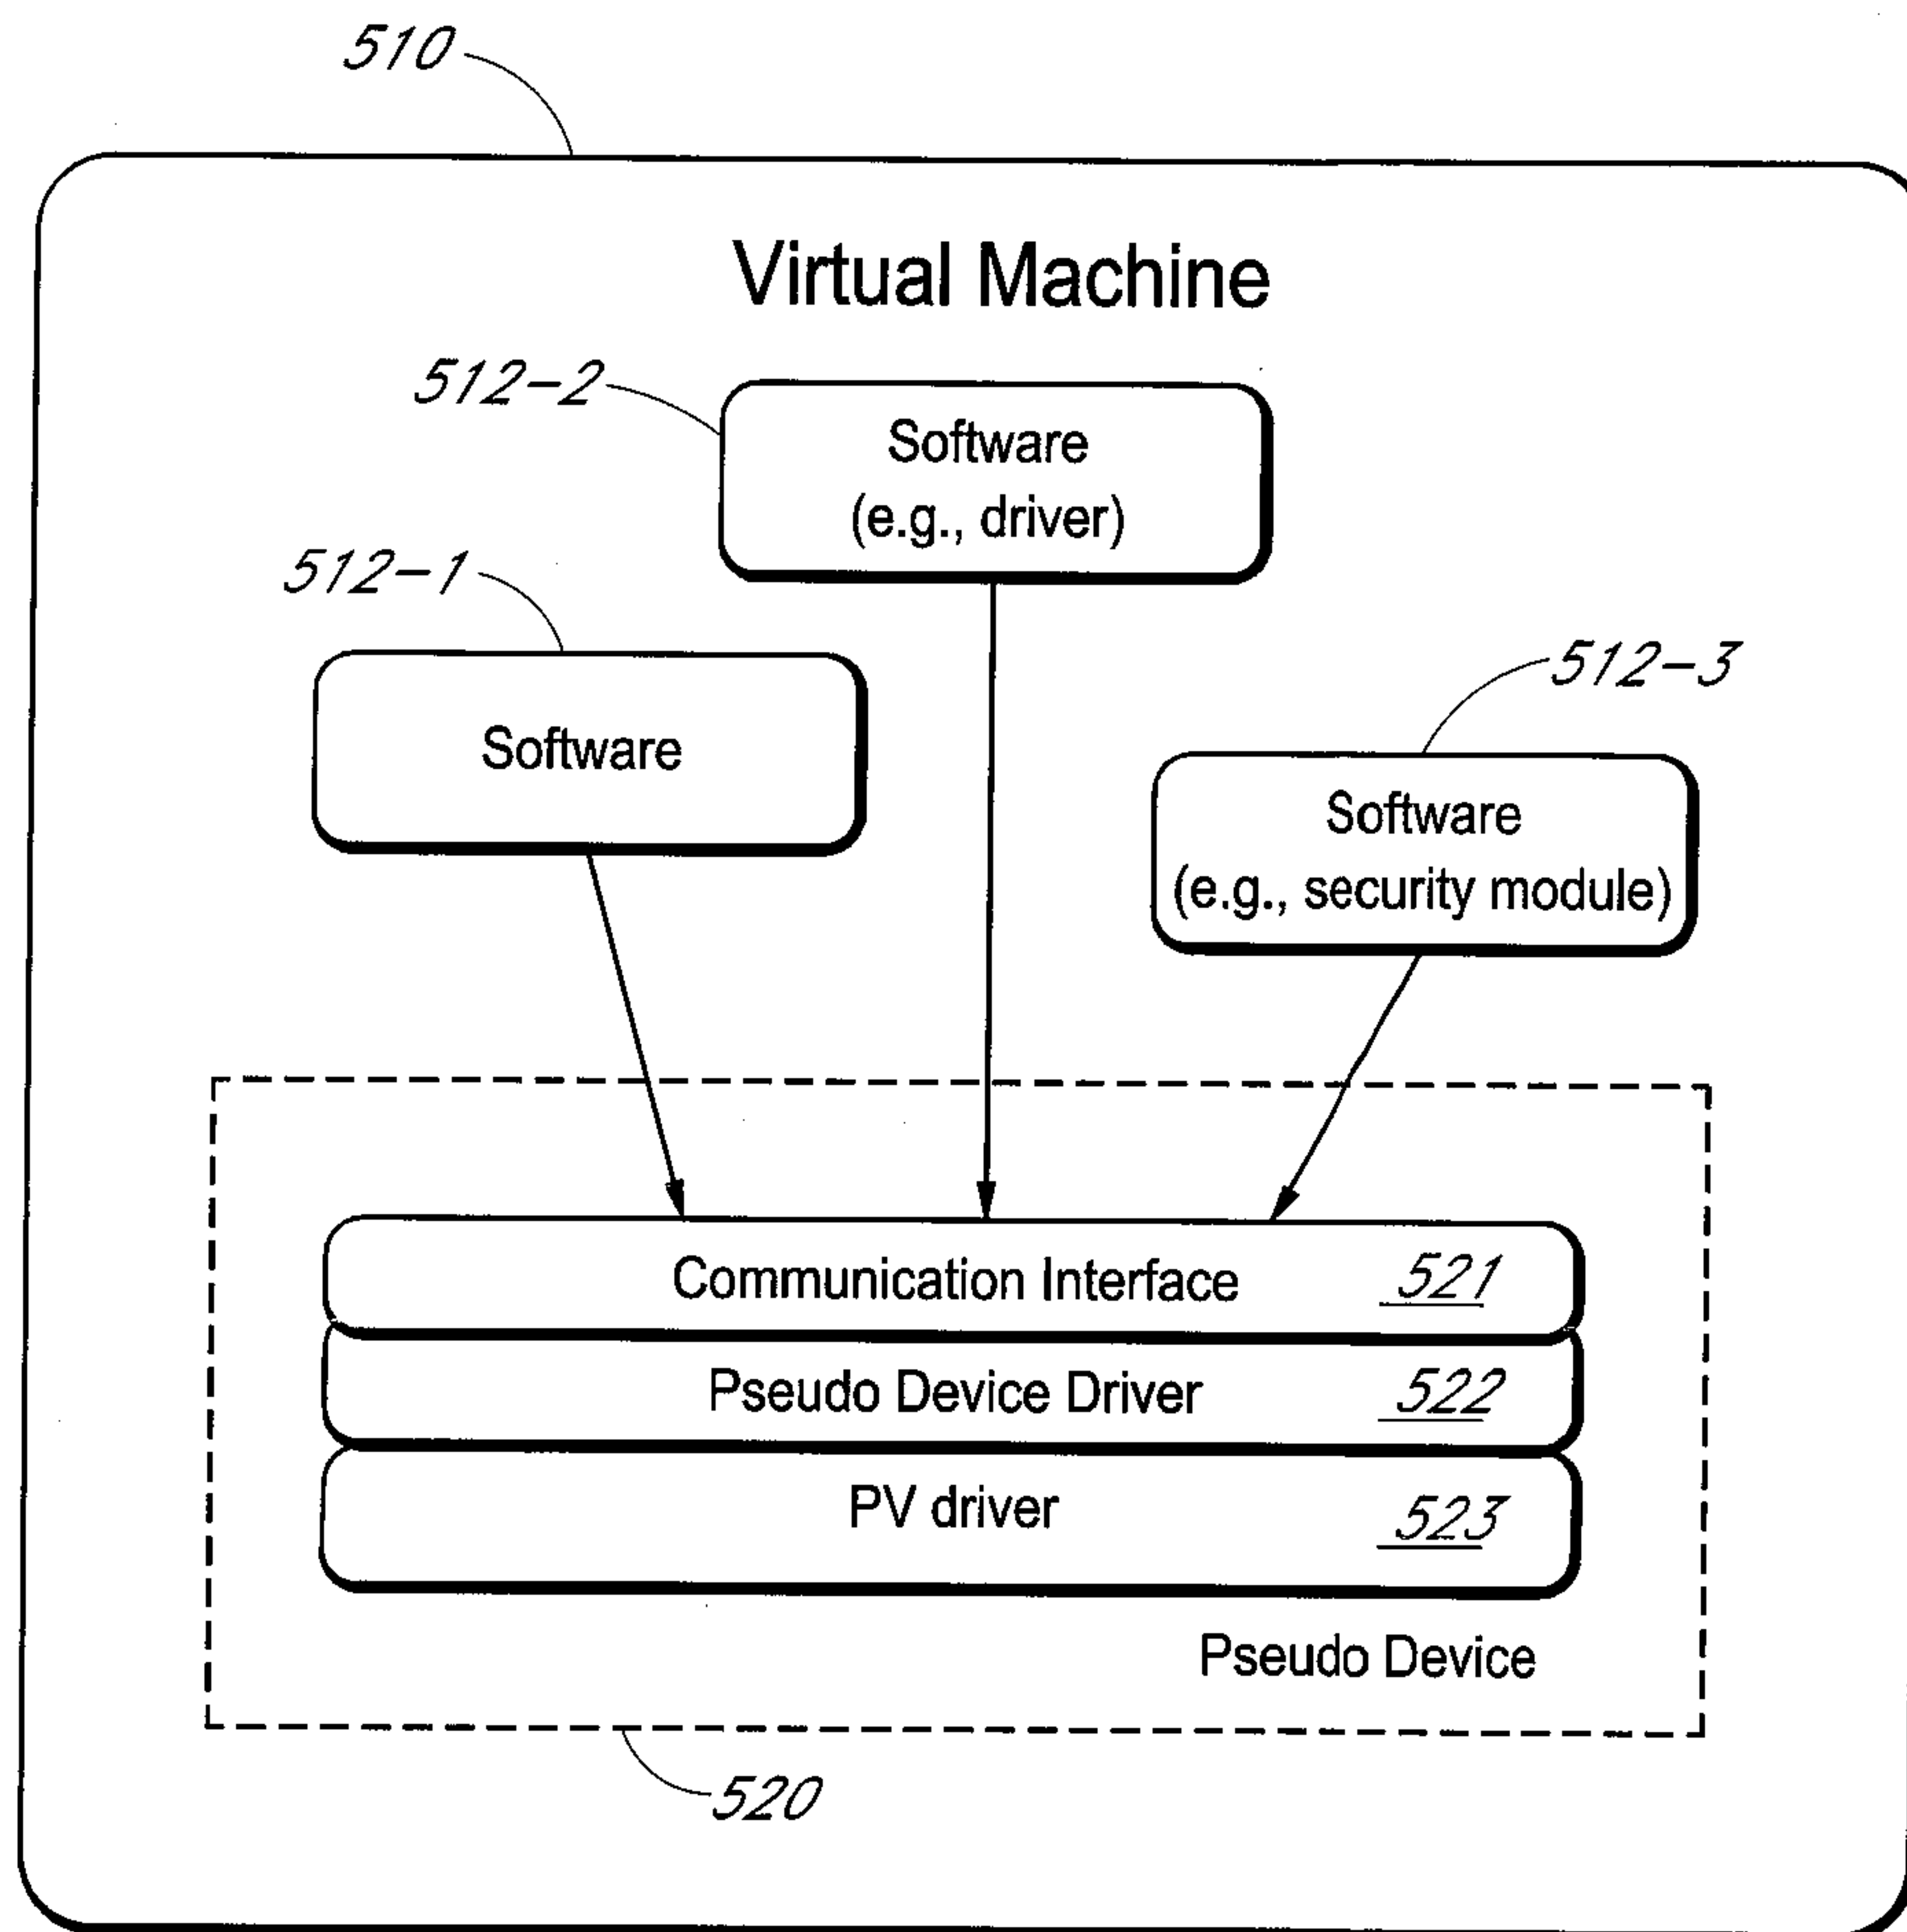 510
Virtual Machine
512-2
Software
(e.g., driver)
512-1
Software
512-3
Software
(e.g., security module)
Communication Interface 521
Pseudo Device Driver 522
PV driver 523
Pseudo Device
520